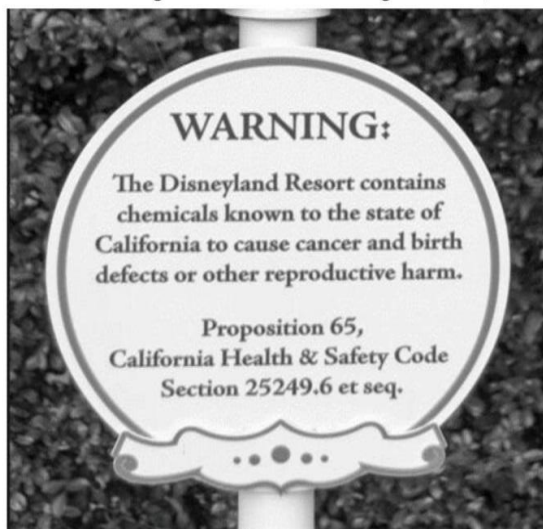 WARNING:
The Disneyland Resort contains
chemicals known to the state of
California to cause cancer and birth
defects or other reproductive harm.
Proposition 65,
California Health & Safety Code
Section 25249.6 et seq.